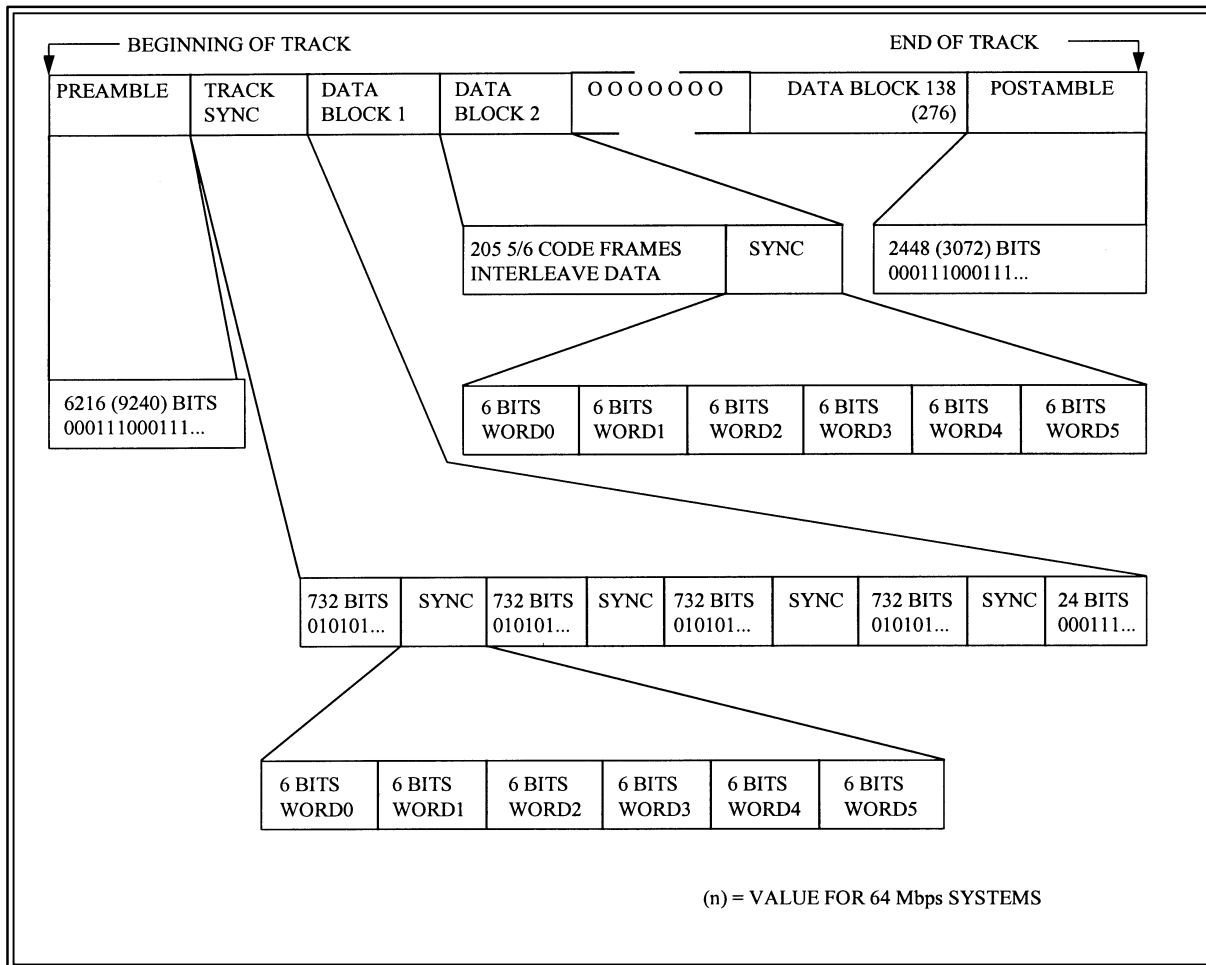 BEGINNING OF TRACK
END OF TRACK
PREAMBLE
TRACK
SYNC
DATA
BLOCK 1
DATA
BLOCK 2
O O O O O O O
DATA BLOCK 138
(276)
POSTAMBLE
205 5/6 CODE FRAMES
INTERLEAVE DATA
SYNC
2448 (3072) BITS
000111000111...
6216 (9240) BITS
000111000111...
6 BITS
WORD0
6 BITS
WORD1
6 BITS
WORD2
6 BITS
WORD3
6 BITS
WORD4
6 BITS
WORD5
732 BITS
010101...
SYNC
732 BITS
010101...
SYNC
732 BITS
010101...
SYNC
732 BITS
010101...
SYNC
24 BITS
000111...
6 BITS
WORD0
6 BITS
WORD1
6 BITS
WORD2
6 BITS
WORD3
6 BITS
WORD4
6 BITS
WORD5
(n) = VALUE FOR 64 Mbps SYSTEMS